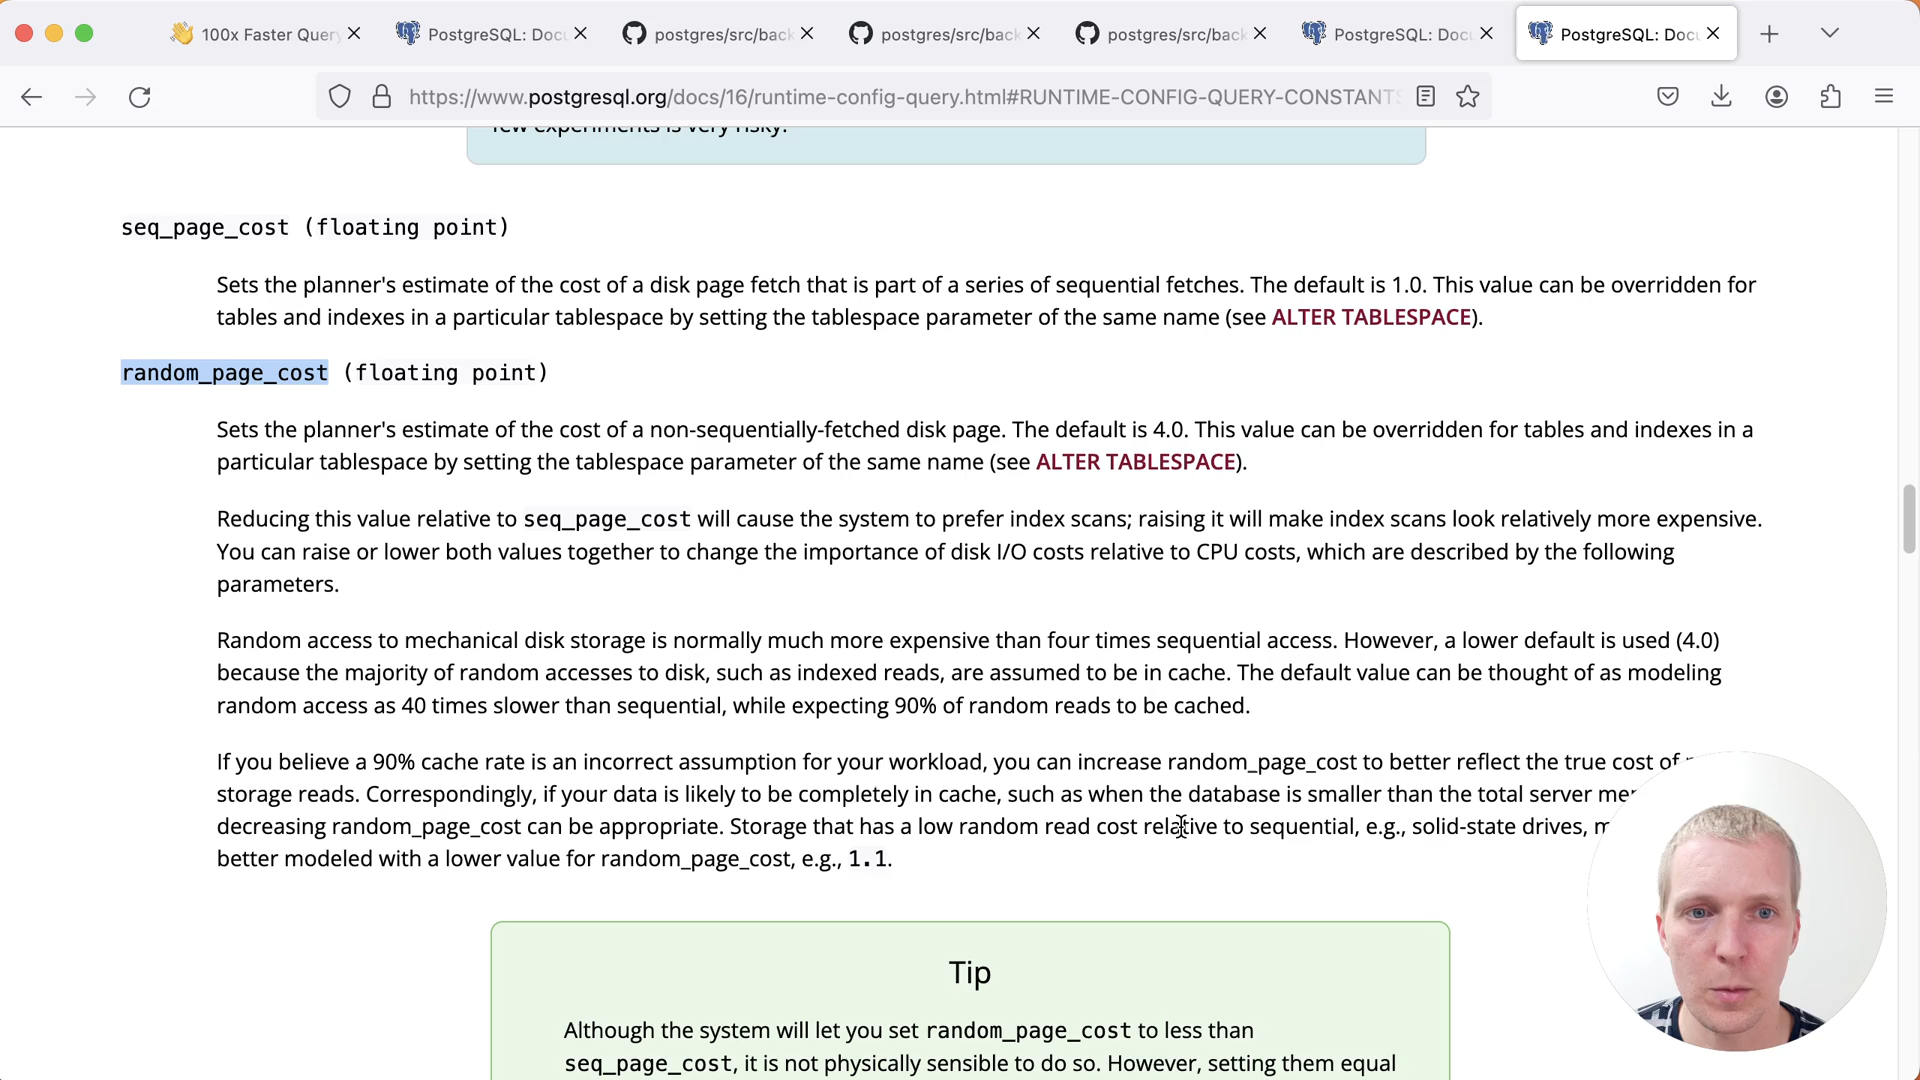 100x Faster Query
PostgreSQL: Docu
postgres/src/back
postgres/src/back
postgres/src/back
PostgreSQL: Docu
PostgreSQL: Docu
https://www.postgresql.org/docs/16/runtime-config-query.html#RUNTIME-CONFIG-QUERY-CONSTANTS
few experiments is very risky.
seq_page_cost (floating point)
Sets the planner's estimate of the cost of a disk page fetch that is part of a series of sequential fetches. The default is 1.0. This value can be overridden for
tables and indexes in a particular tablespace by setting the tablespace parameter of the same name (see ALTER TABLESPACE).
random_page_cost (floating point)
Sets the planner's estimate of the cost of a non-sequentially-fetched disk page. The default is 4.0. This value can be overridden for tables and indexes in a
particular tablespace by setting the tablespace parameter of the same name (see ALTER TABLESPACE).
Reducing this value relative to seq_page_cost will cause the system to prefer index scans; raising it will make index scans look relatively more expensive.
You can raise or lower both values together to change the importance of disk I/O costs relative to CPU costs, which are described by the following
parameters.
Random access to mechanical disk storage is normally much more expensive than four times sequential access. However, a lower default is used (4.0)
because the majority of random accesses to disk, such as indexed reads, are assumed to be in cache. The default value can be thought of as modeling
random access as 40 times slower than sequential, while expecting 90% of random reads to be cached.
If you believe a 90% cache rate is an incorrect assumption for your workload, you can increase random_page_cost to better reflect the true cost of
storage reads. Correspondingly, if your data is likely to be completely in cache, such as when the database is smaller than the total server
decreasing random_page_cost can be appropriate. Storage that has a low random read cost relative to sequential, e.g., solid-state drives,
better modeled with a lower value for random_page_cost, e.g., 1.1.
Tip
Although the system will let you set random_page_cost to less than
seq_page_cost, it is not physically sensible to do so. However, setting them equal